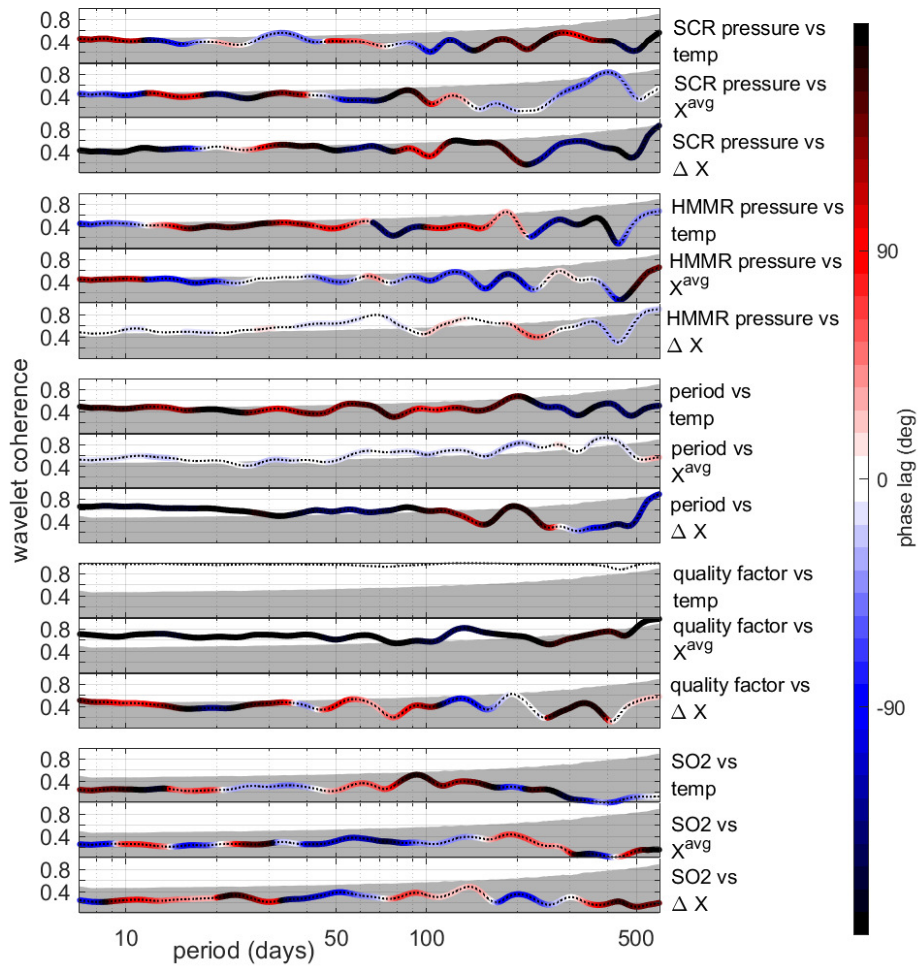 0.8
0.4
SCR pressure vs
temp
0.8
0.4
SCR pressure vs
X^avg
0.8
0.4
SCR pressure vs
Δ X
0.8
0.4
HMMR pressure vs
temp
0.8
0.4
HMMR pressure vs
X^avg
0.8
0.4
HMMR pressure vs
Δ X
0.8
0.4
period vs
temp
0.8
0.4
period vs
X^avg
0.8
0.4
period vs
Δ X
0.8
0.4
quality factor vs
temp
0.8
0.4
quality factor vs
X^avg
0.8
0.4
quality factor vs
Δ X
0.8
0.4
SO2 vs
temp
0.8
0.4
SO2 vs
X^avg
0.8
0.4
SO2 vs
Δ X
10
50
100
500
period (days)
wavelet coherence
90
0
-90
phase lag (deg)